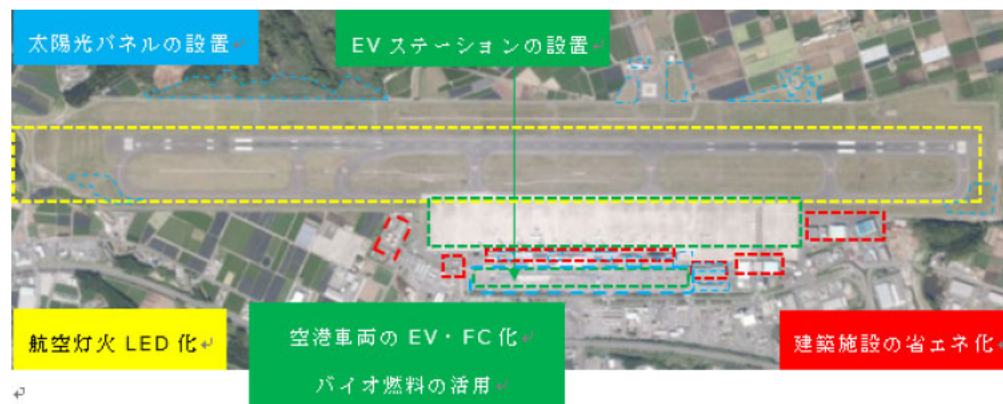 太陽光パネルの設置
EVステーションの設置
航空灯火 LED 化
空港車両の EV・FC 化
バイオ燃料の活用
建築施設の省エネ化